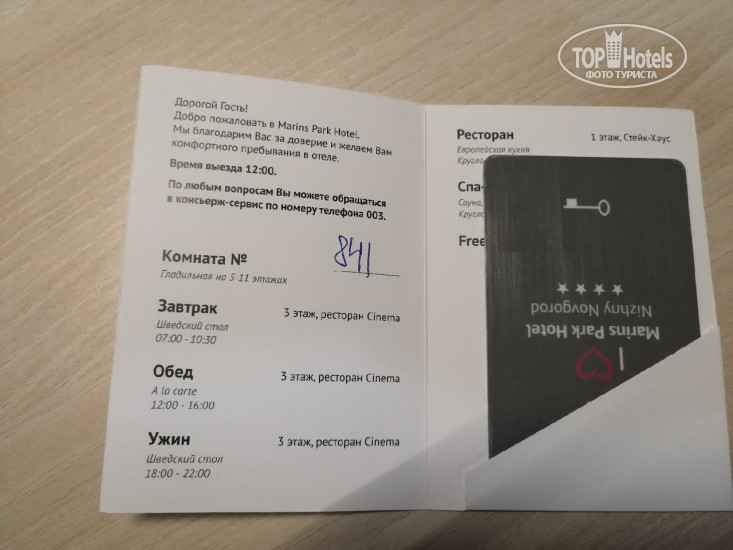 TOP Hotels
ФОТО ТУРИСТА
Дорогой Гость!
Добро пожаловать в Marins Park Hotel.
Мы благодарим Вас за доверие и желаем Вам
комфортного пребывания в отеле.
Время выезда 12:00.
По любым вопросам Вы можете обращаться
в консьерж-сервис по номеру телефона 003.
Комната № 841
Гладильная на 5-11 этажих
Завтрак 3 этаж, ресторан Cinema
Шведский стол
07:00 - 10:30
Обед 3 этаж, ресторан Cinema
A la carte
12:00 - 16:00
Ужин 3 этаж, ресторан Cinema
Шведский стол
18:00 - 22:00
Ресторан 1 этаж, Стейк-Хаус
Европейская кухня
Кругло
Спа-
Сауна,
Кругло
Free
I
Marins Park Hotel
Nizhny Novgorod